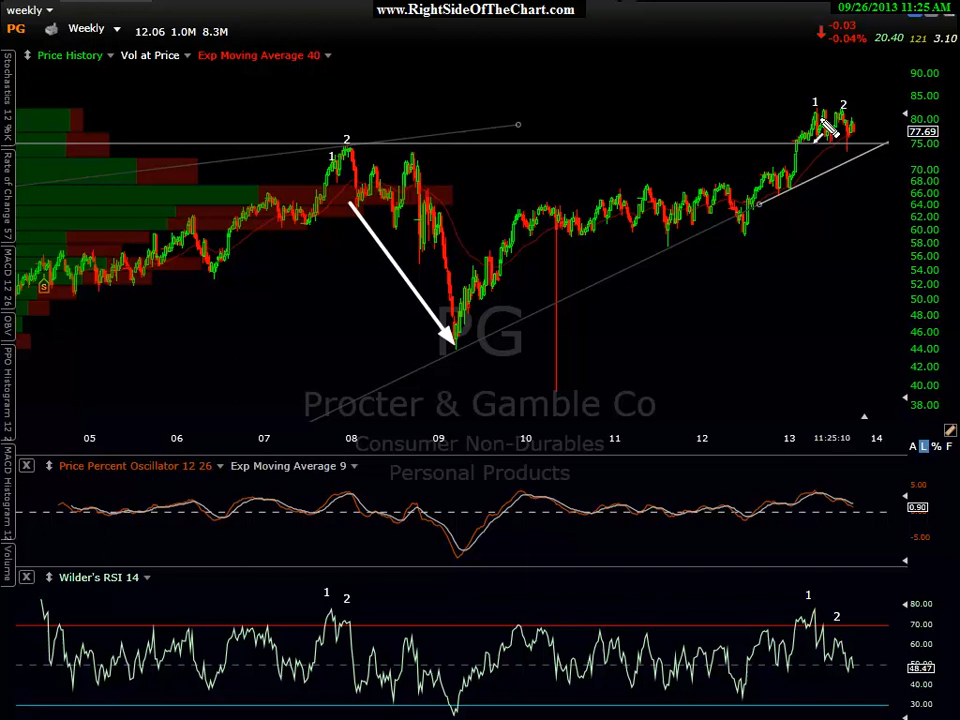 weekly
www.RightSideOfTheChart.com
09/26/2013 11:25 AM
PG Weekly 12.06 1.0M 8.3M
-0.03
-0.04% 20.40 121 3.10
Price History Vol at Price Exp Moving Average 40
Stochastics 12 %K
Rate of Change 57
MACD 12 26
OBV
PPO Histogram 12 2
MACD Histogram 12
Volume
90.00
85.00
80.00
77.69
75.00
70.00
68.00
66.00
64.00
62.00
60.00
58.00
56.00
54.00
52.00
50.00
48.00
46.00
44.00
42.00
40.00
38.00
1 2
1 2
S
PG
Procter & Gamble Co
Consumer Non-Durables
Personal Products
05 06 07 08 09 10 11 12 13 11:25:10 14
A L % F
X Price Percent Oscillator 12 26 Exp Moving Average 9
5.00
0.90
-5.00
X Wilder's RSI 14
1 2 1 2
80.00
70.00
60.00
48.47
40.00
30.00